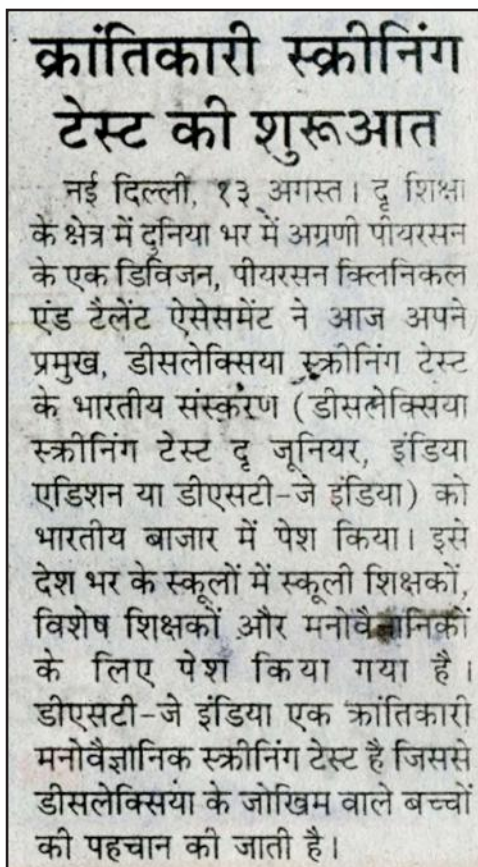 क्रांतिकारी स्क्रीनिंग
टेस्ट की शुरूआत
नई दिल्ली, १३ अगस्त। दृ शिक्षा
के क्षेत्र में दुनिया भर में अग्रणी पीयरसन
के एक डिविजन, पीयरसन क्लिनिकल
एंड टैलेंट ऐसेसमेंट ने आज अपने
प्रमुख, डीसलेक्सिया स्क्रीनिंग टेस्ट
के भारतीय संस्करण (डीसलेक्सिया
स्क्रीनिंग टेस्ट दृ जूनियर, इंडिया
एडिशन या डीएसटी-जे इंडिया) को
भारतीय बाजार में पेश किया। इसे
देश भर के स्कूलों में स्कूली शिक्षकों,
विशेष शिक्षकों और मनोवैज्ञानिकों
के लिए पेश किया गया है।
डीएसटी-जे इंडिया एक क्रांतिकारी
मनोवैज्ञानिक स्क्रीनिंग टेस्ट है जिससे
डीसलेक्सिया के जोखिम वाले बच्चों
की पहचान की जाती है।